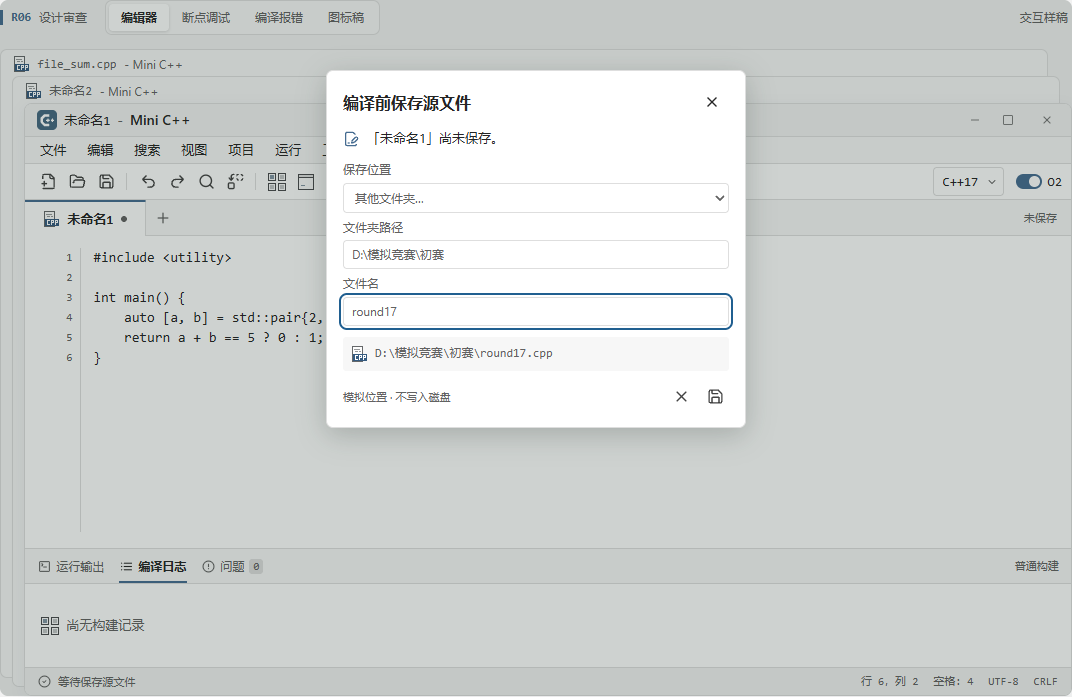 R06 设计审查 编辑器 断点调试 编译报错 图标稿 交互样稿
file_sum.cpp - Mini C++
未命名2 - Mini C++
未命名1 - Mini C++
文件 编辑 搜索 视图 项目 运行
C++17 O2
未命名1 未保存
1 #include <utility>
2
3 int main() {
4 auto [a, b] = std::pair{2,
5 return a + b == 5 ? 0 : 1;
6 }
编译前保存源文件
「未命名1」尚未保存。
保存位置
其他文件夹...
文件夹路径
D:\模拟竞赛\初赛
文件名
round17
D:\模拟竞赛\初赛\round17.cpp
模拟位置 · 不写入磁盘
运行输出 编译日志 问题 0 普通构建
尚无构建记录
等待保存源文件 行 6, 列 2 空格: 4 UTF-8 CRLF